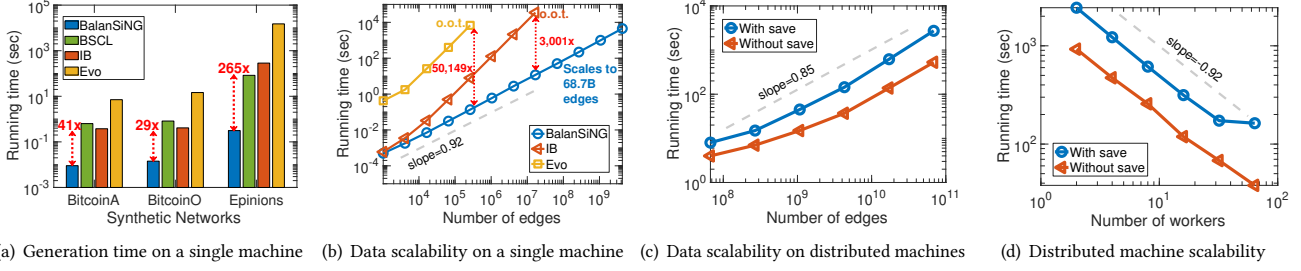 Running time (sec)
10^5
10^3
10^1
10^-1
10^-3
BalanSiNG
BSCL
IB
Evo
41x
29x
265x
BitcoinA BitcoinO Epinions
Synthetic Networks
(a) Generation time on a single machine
Running time (sec)
10^4
10^2
10^0
10^-2
10^-4
o.o.t.
o.o.t.
50,149x
3,001x
Scales to
68.7B
edges
slope=0.92
BalanSiNG
IB
Evo
10^4 10^5 10^6 10^7 10^8 10^9
Number of edges
(b) Data scalability on a single machine
Running time (sec)
10^4
10^2
10^0
With save
Without save
slope=0.85
10^8 10^9 10^10 10^11
Number of edges
(c) Data scalability on distributed machines
Running time (sec)
10^3
10^2
slope=-0.92
With save
Without save
10^0 10^1 10^2
Number of workers
(d) Distributed machine scalability